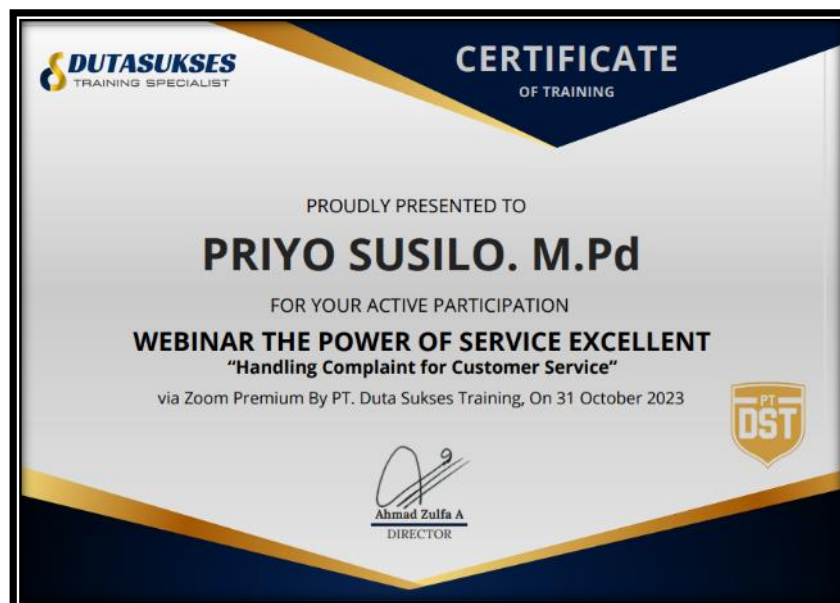 DUTASUKSES
TRAINING SPECIALIST
CERTIFICATE
OF TRAINING
PROUDLY PRESENTED TO
PRIYO SUSILO. M.Pd
FOR YOUR ACTIVE PARTICIPATION
WEBINAR THE POWER OF SERVICE EXCELLENT
“Handling Complaint for Customer Service”
via Zoom Premium By PT. Duta Sukses Training, On 31 October 2023
PT
DST
Ahmad Zulfa A
DIRECTOR